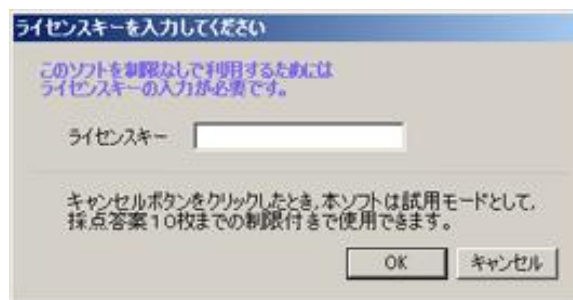 ライセンスキーを入力してください
このソフトを制限なしで利用するためには
ライセンスキーの入力が必要です。
ライセンスキー
キャンセルボタンをクリックしたとき、本ソフトは試用モードとして、
採点答案10枚までの制限付きで使用できます。
OK キャンセル